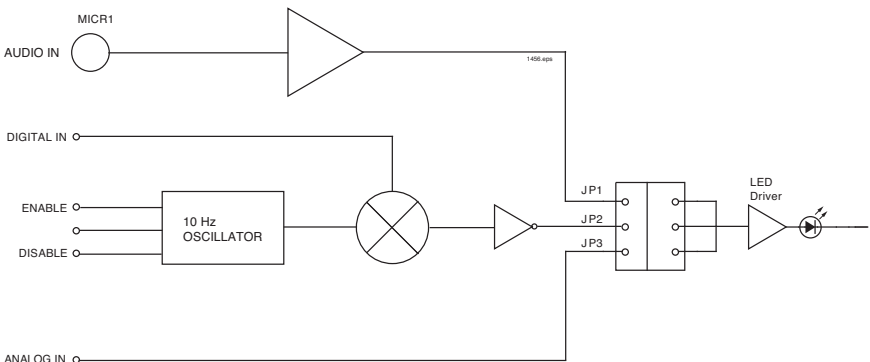 MICR1
AUDIO IN
1456.eps
DIGITAL IN
JP1
LED
Driver
ENABLE
10 Hz
OSCILLATOR
JP2
JP3
DISABLE
ANALOG IN